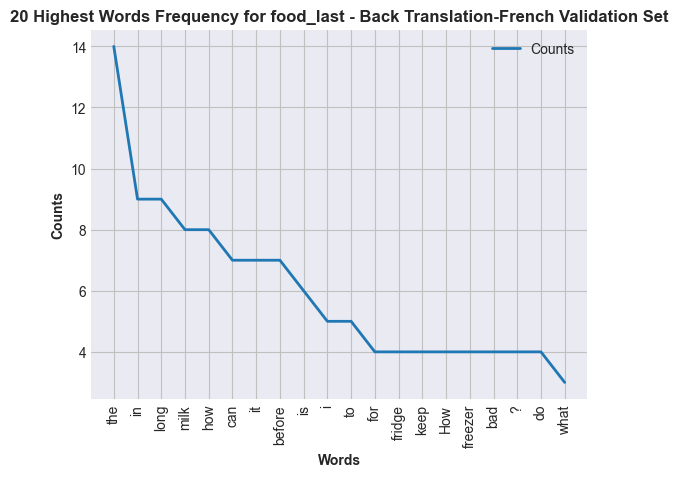 20 Highest Words Frequency for food_last - Back Translation-French Validation Set
Counts
14
12
10
8
6
4
Counts
the
in
long
milk
how
can
it
before
is
i
to
for
fridge
keep
How
freezer
bad
?
do
what
Words